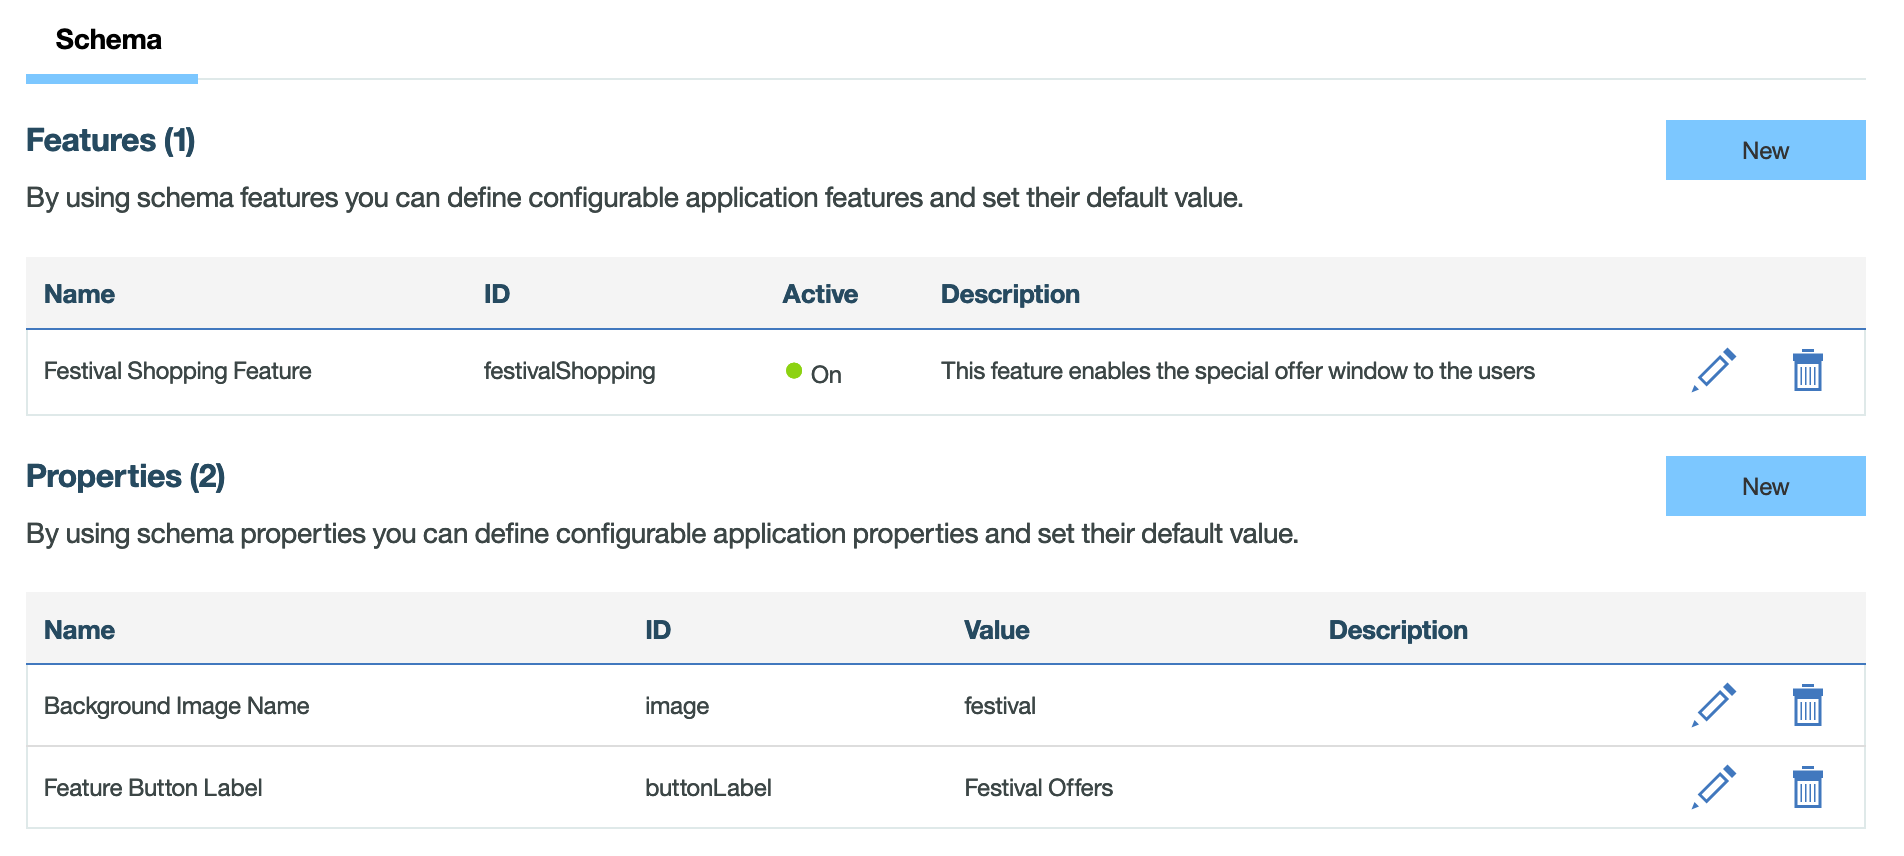 Schema
Features (1)
New
By using schema features you can define configurable application features and set their default value.
Name ID Active Description
Festival Shopping Feature festivalShopping On This feature enables the special offer window to the users
Properties (2)
New
By using schema properties you can define configurable application properties and set their default value.
Name ID Value Description
Background Image Name image festival
Feature Button Label buttonLabel Festival Offers